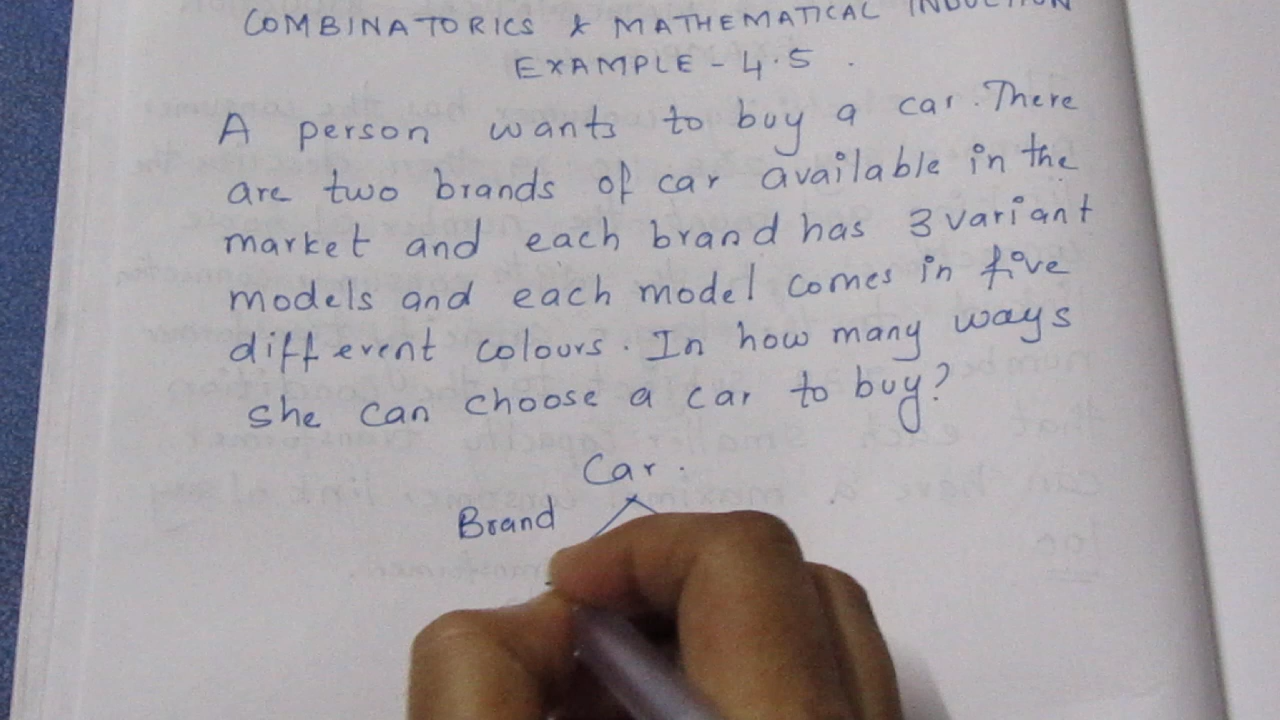 COMBINATORICS & MATHEMATICAL INDUCTION
EXAMPLE - 4.5 .
A person wants to buy a car. There
are two brands of car available in the
market and each brand has 3 variant
models and each model comes in five
different colours. In how many ways
she can choose a car to buy?
Car.
Brand